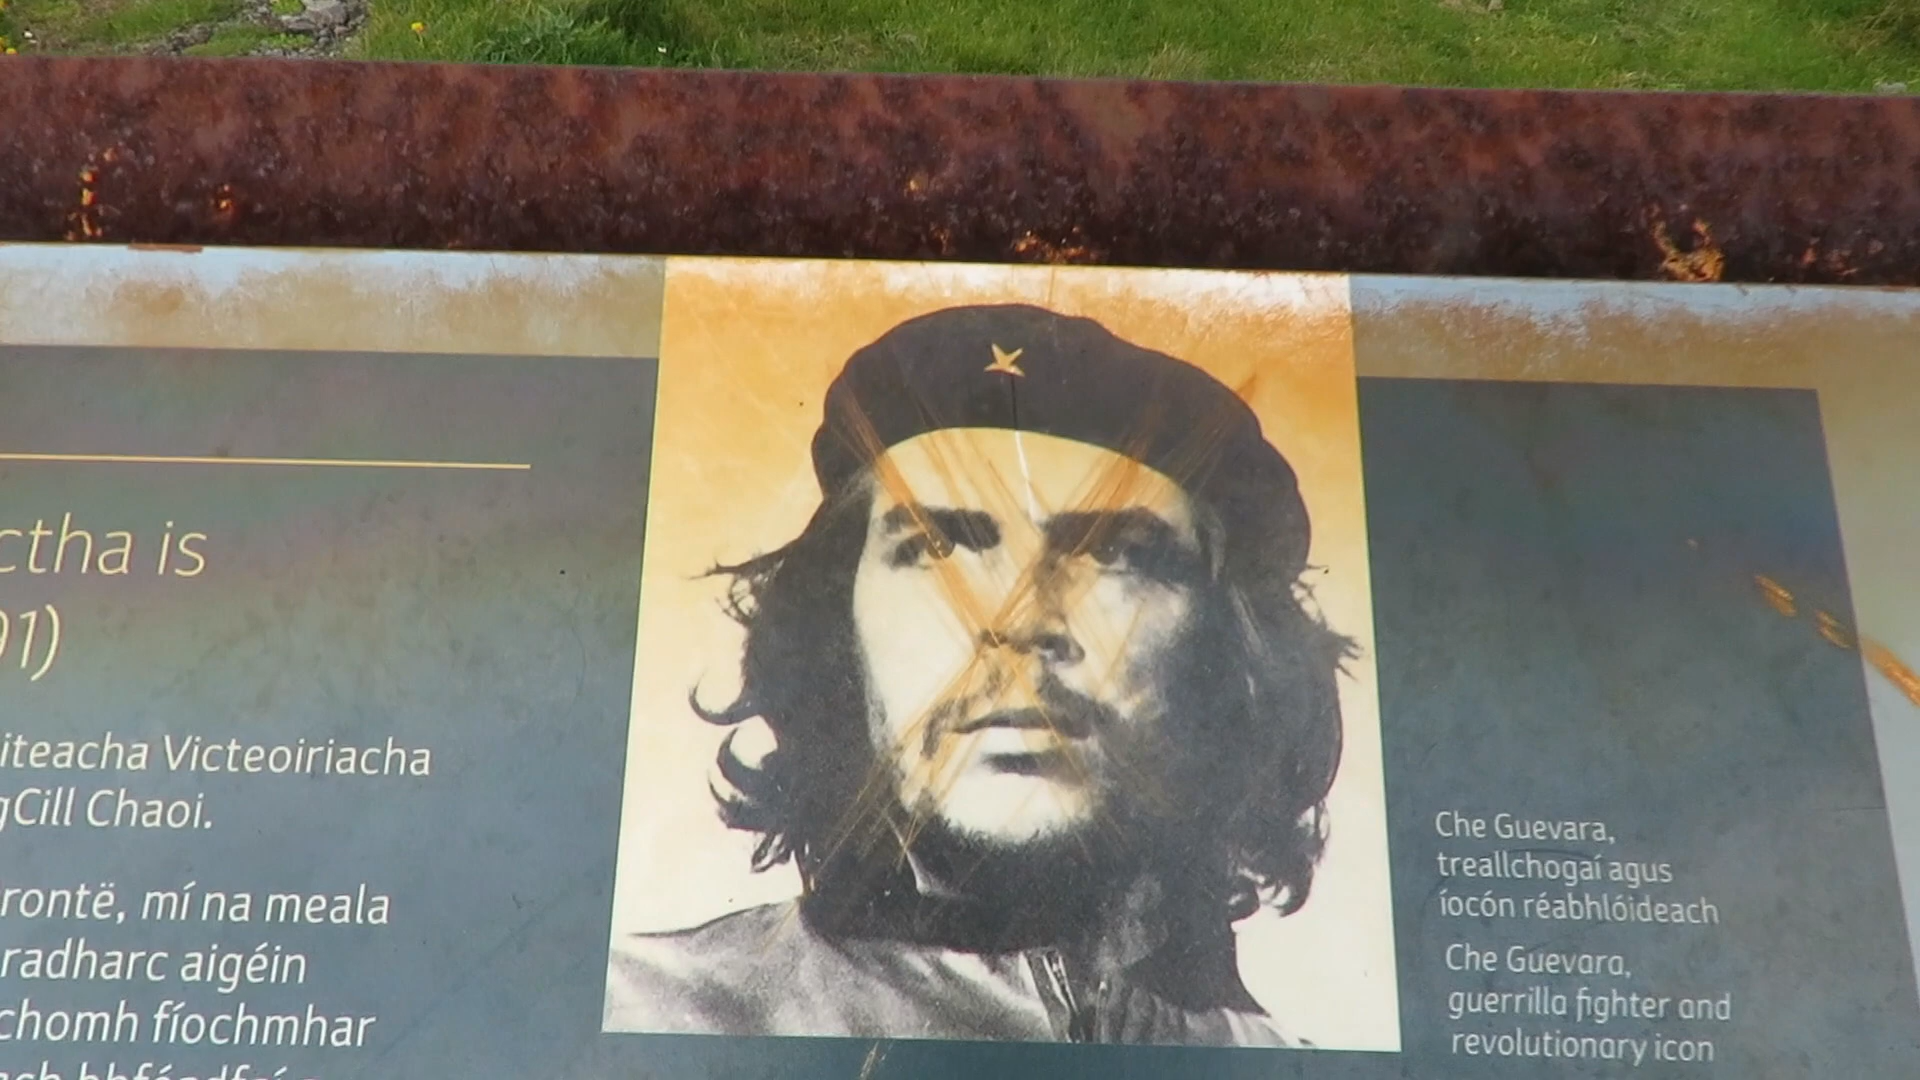 ctha is
91)
iteacha Victeoiriacha
gCill Chaoi.
rontë, mí na meala
radharc aigéin
chomh fíochmhar
Che Guevara,
treallchogaí agus
íocón réabhlóideach
Che Guevara,
guerrilla fighter and
revolutionary icon